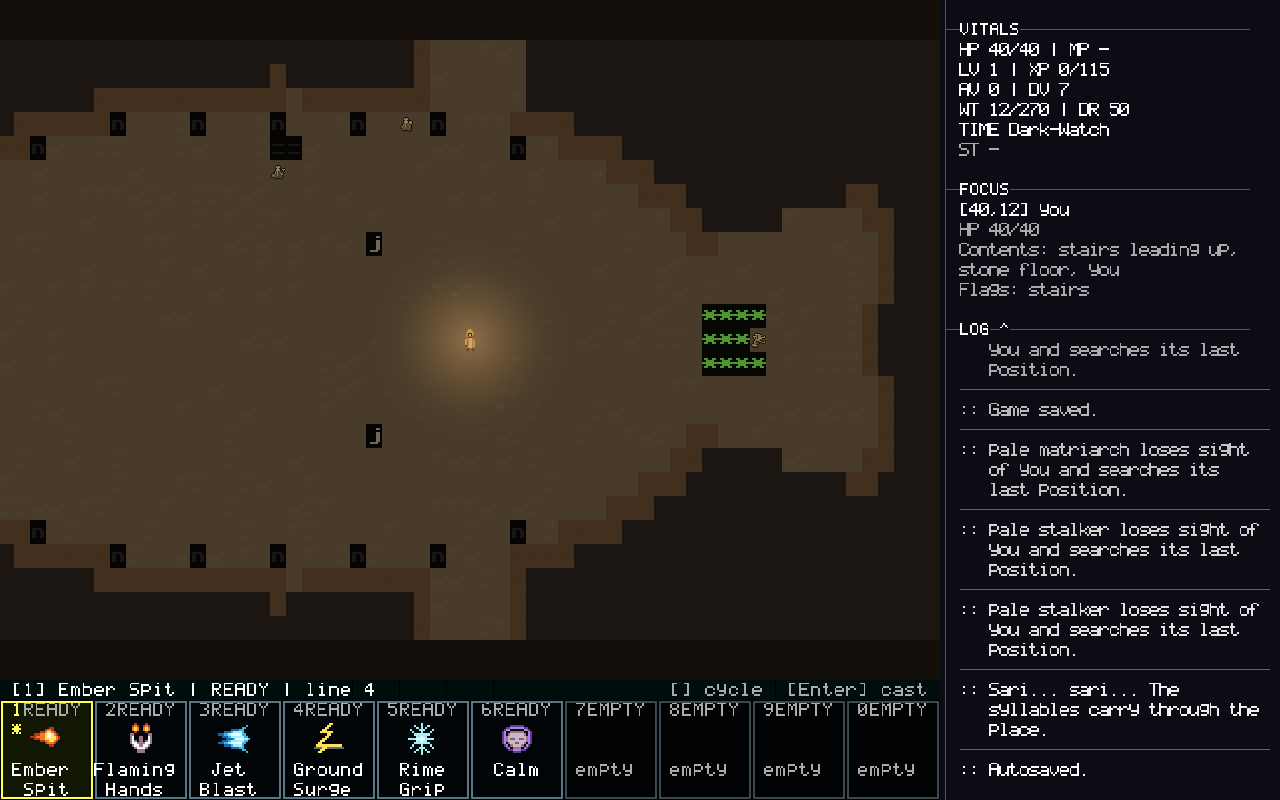 VITALS
HP 40/40 | MP -
LV 1 | XP 0/115
AV 0 | DV 7
WT 12/270 | DR 50
TIME Dark-Watch
ST -
FOCUS
[40,12] You
HP 40/40
Contents: stairs leading up,
stone floor, You
Flags: stairs
LOG ^
You and searches its last
Position.
:: Game saved.
:: Pale matriarch loses sight
of You and searches its
last Position.
:: Pale stalker loses sight of
You and searches its last
Position.
:: Pale stalker loses sight of
You and searches its last
Position.
:: Sari... sari... The
syllables carry through the
Place.
:: Autosaved.
n n n n n
n = = n
j
j
n n
n n n n n
[1] Ember Spit | READY | line 4 [] cycle [Enter] cast
1READY 2READY 3READY 4READY 5READY 6READY 7EMPTY 8EMPTY 9EMPTY 0EMPTY
*
Ember Flaming Jet Ground Rime Calm empty empty empty empty
Spit Hands Blast Surge Grip